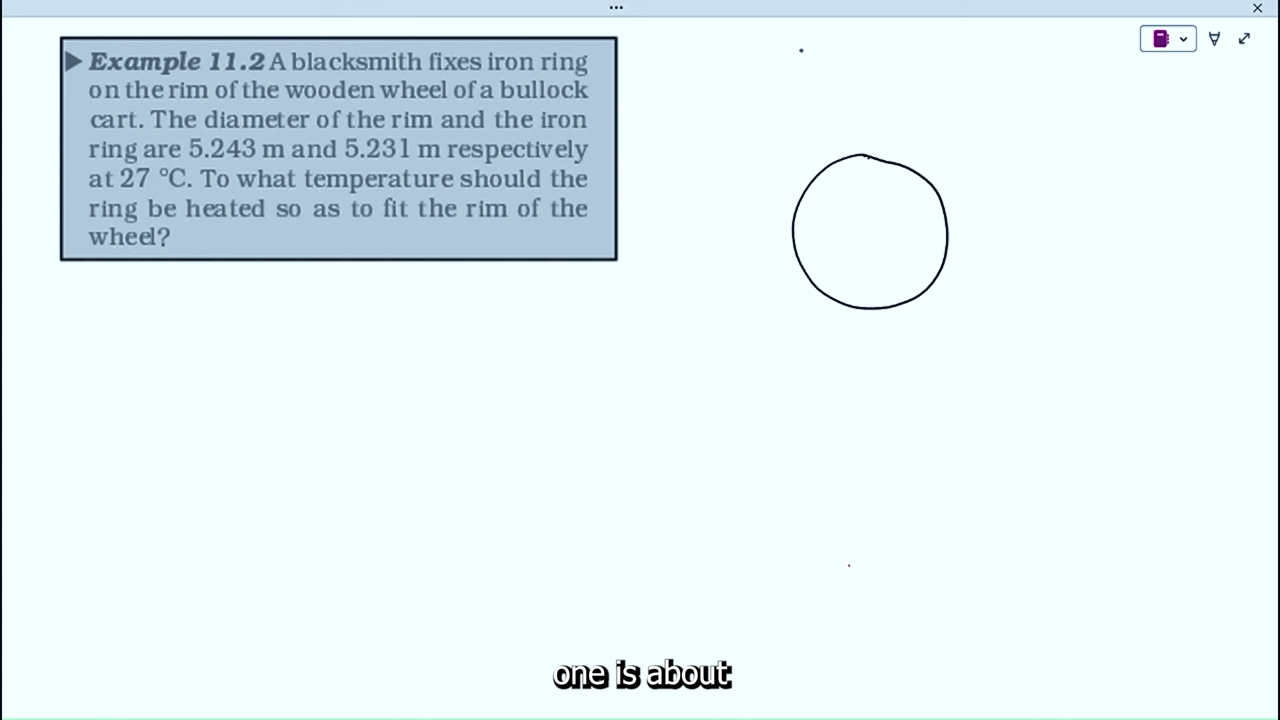 ▶ Example 11.2 A blacksmith fixes iron ring
on the rim of the wooden wheel of a bullock
cart. The diameter of the rim and the iron
ring are 5.243 m and 5.231 m respectively
at 27 °C. To what temperature should the
ring be heated so as to fit the rim of the
wheel?
one is about